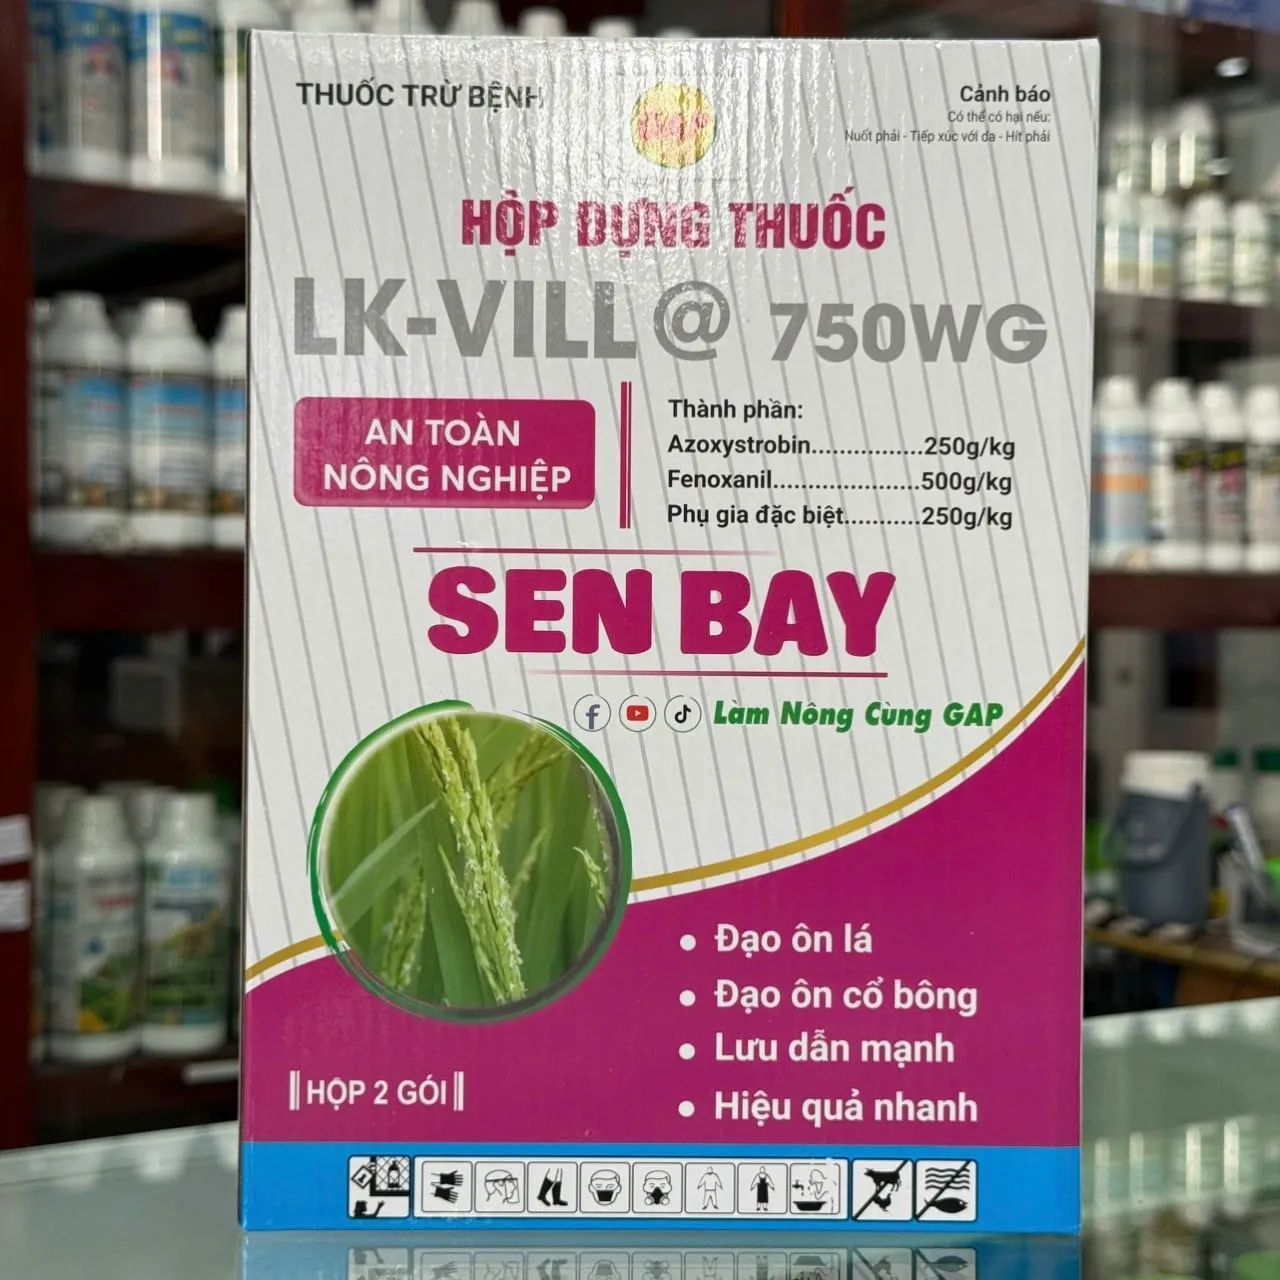 THUỐC TRỪ BỆNH
Cảnh báo
Có thể có hại nếu:
Nuốt phải - Tiếp xúc với da - Hít phải
HỘP ĐỰNG THUỐC
LK-VILL@ 750WG
AN TOÀN
NÔNG NGHIỆP
Thành phần:
Azoxystrobin................250g/kg
Fenoxanil.....................500g/kg
Phụ gia đặc biệt...........250g/kg
SEN BAY
Làm Nông Cùng GAP
Đạo ôn lá
Đạo ôn cổ bông
Lưu dẫn mạnh
Hiệu quả nhanh
HỘP 2 GÓI